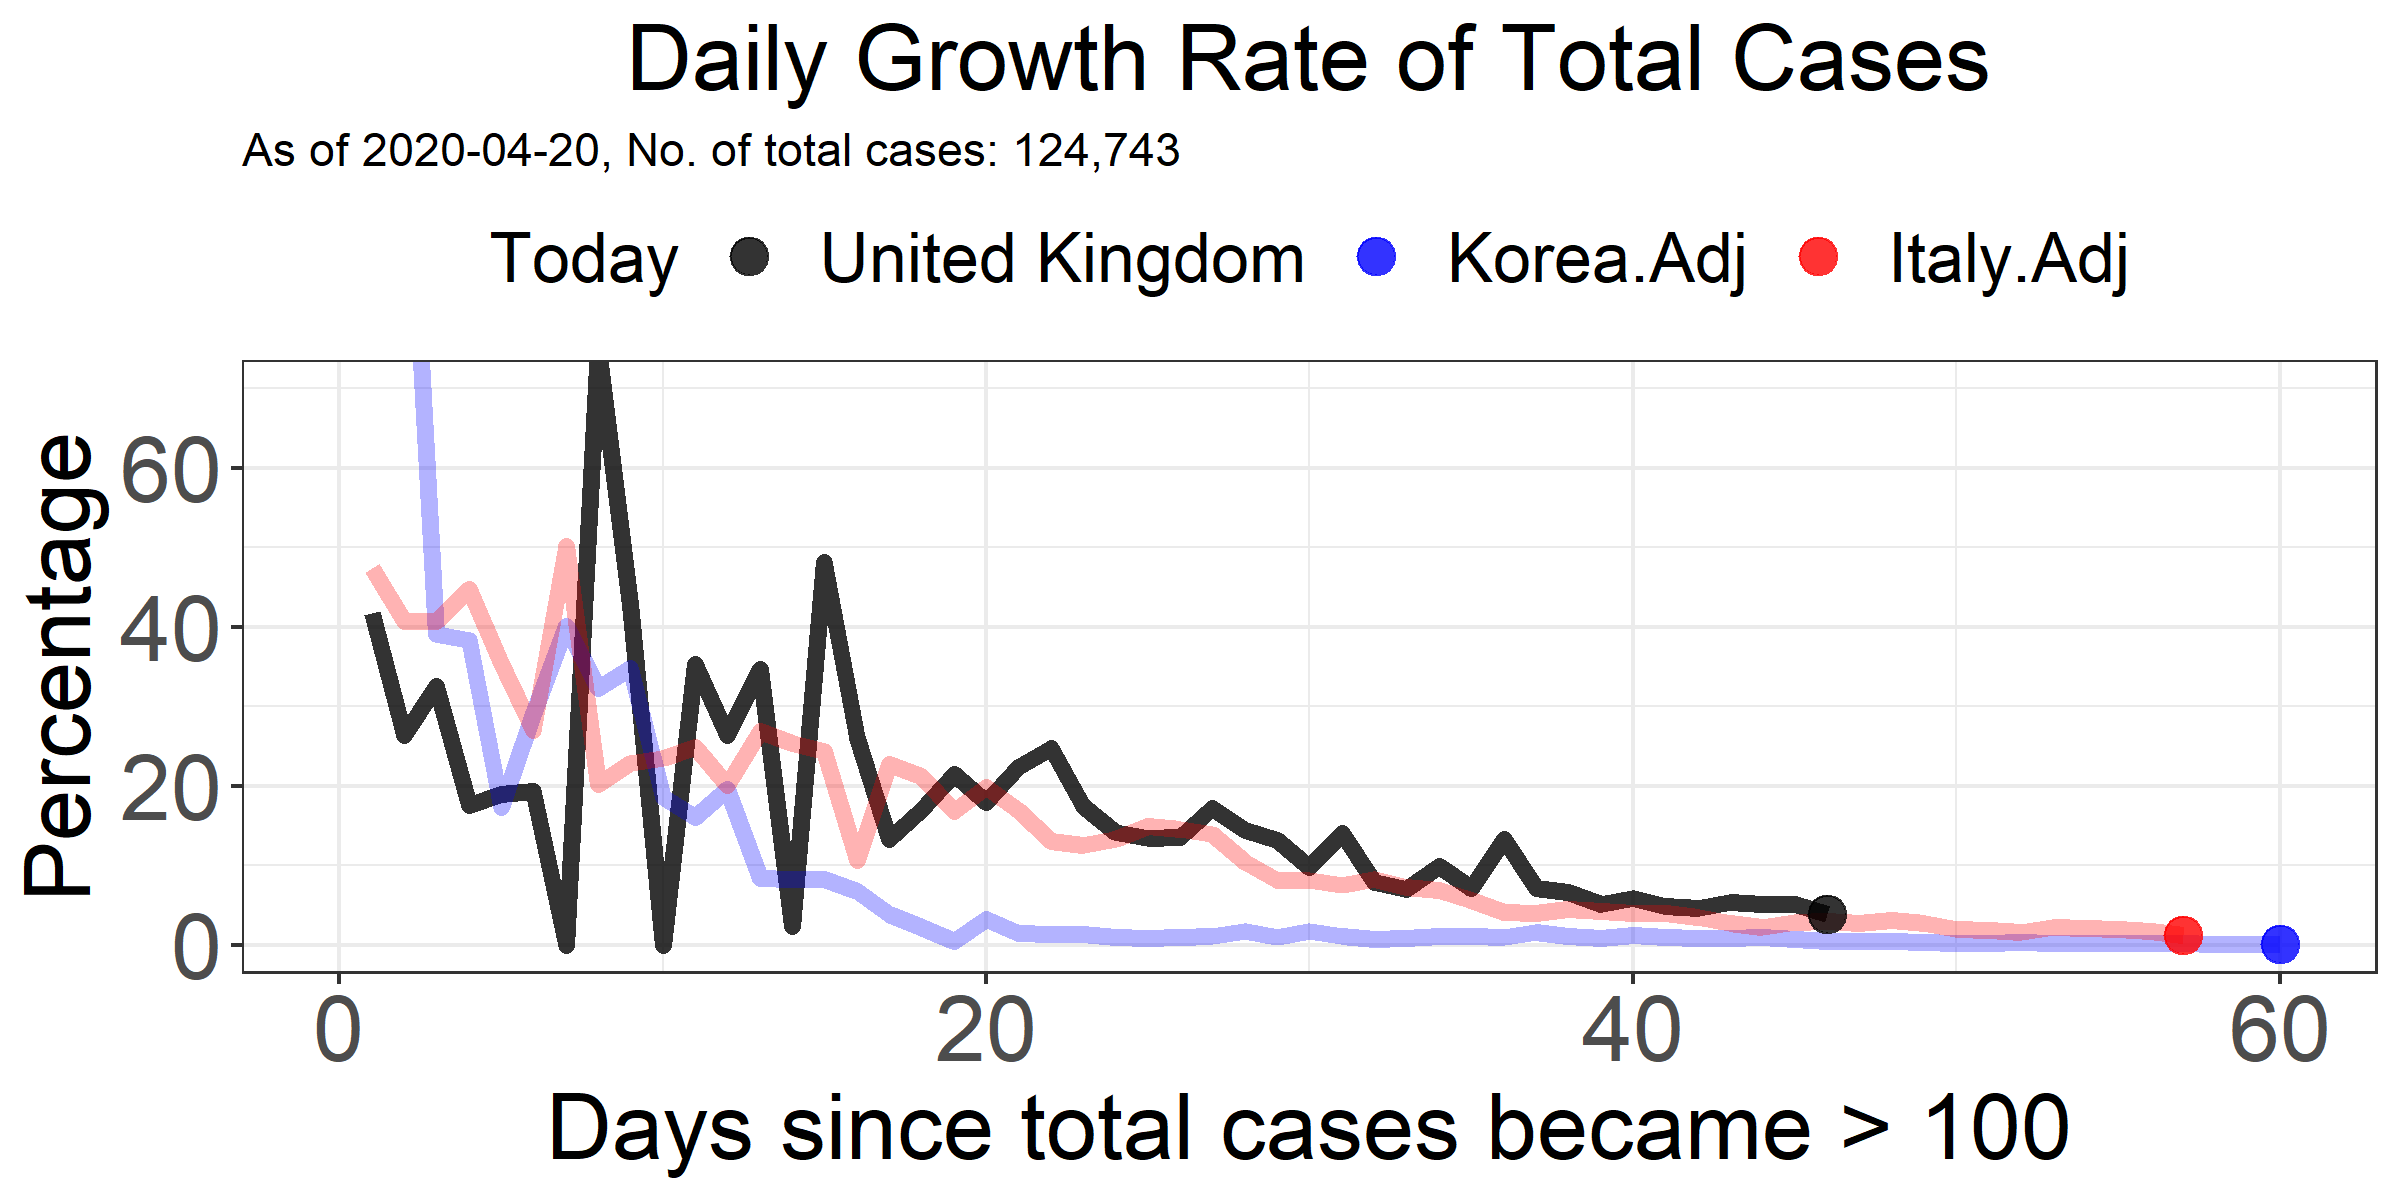 Daily Growth Rate of Total Cases
As of 2020-04-20, No. of total cases: 124,743
Today United Kingdom Korea.Adj Italy.Adj
Percentage
60
40
20
0
0 20 40 60
Days since total cases became > 100